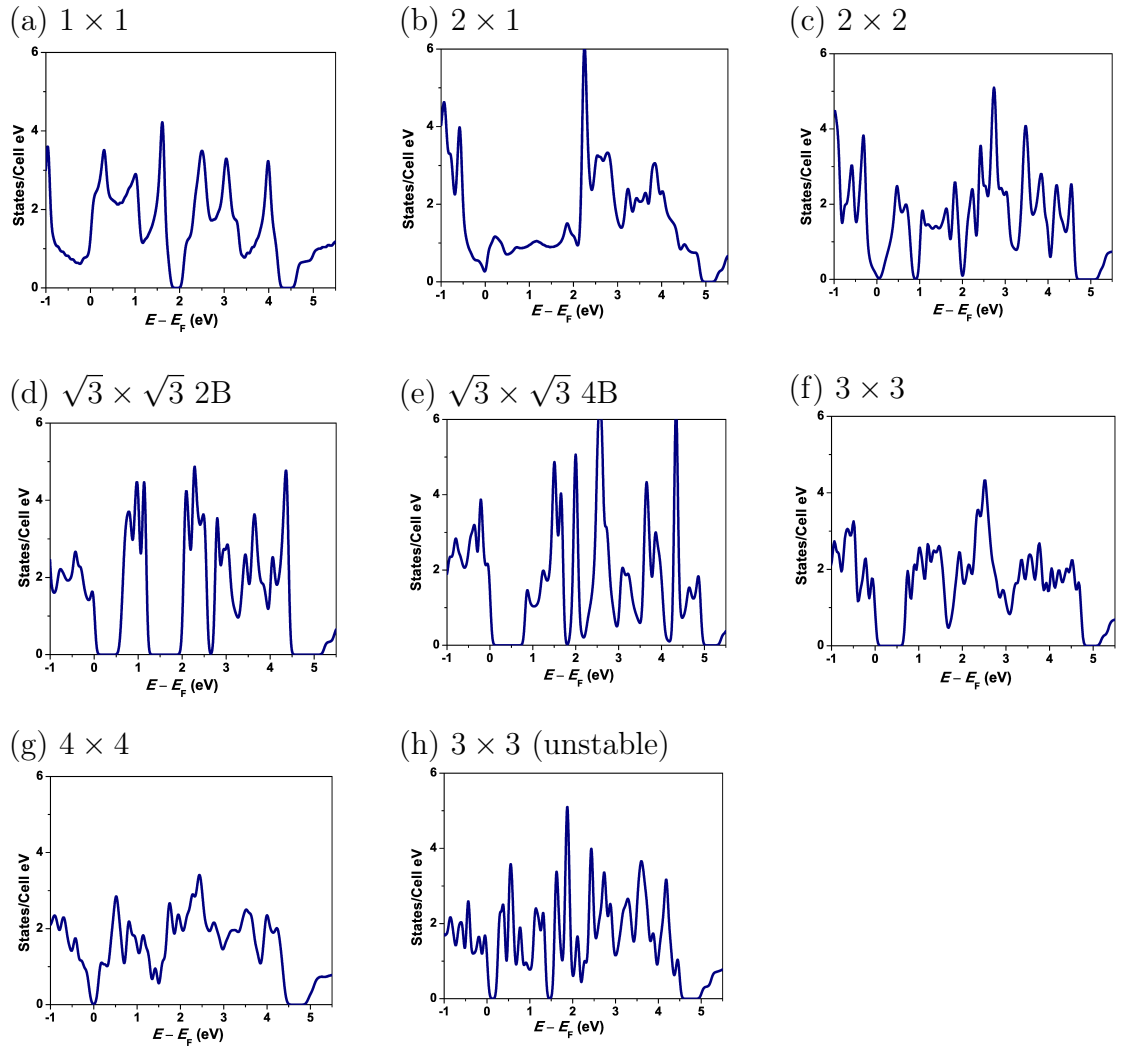 (a) 1 × 1
(b) 2 × 1
(c) 2 × 2
6
4
2
0
States/Cell eV
-1 0 1 2 3 4 5
E – E_F (eV)
6
4
2
0
States/Cell eV
-1 0 1 2 3 4 5
E – E_F (eV)
6
4
2
0
States/Cell eV
-1 0 1 2 3 4 5
E – E_F (eV)
(d) √3 × √3 2B
(e) √3 × √3 4B
(f) 3 × 3
6
4
2
0
States/Cell eV
-1 0 1 2 3 4 5
E – E_F (eV)
6
4
2
0
States/Cell eV
-1 0 1 2 3 4 5
E – E_F (eV)
6
4
2
0
States/Cell eV
-1 0 1 2 3 4 5
E – E_F (eV)
(g) 4 × 4
(h) 3 × 3 (unstable)
6
4
2
0
States/Cell eV
-1 0 1 2 3 4 5
E – E_F (eV)
6
4
2
0
States/Cell eV
-1 0 1 2 3 4 5
E – E_F (eV)